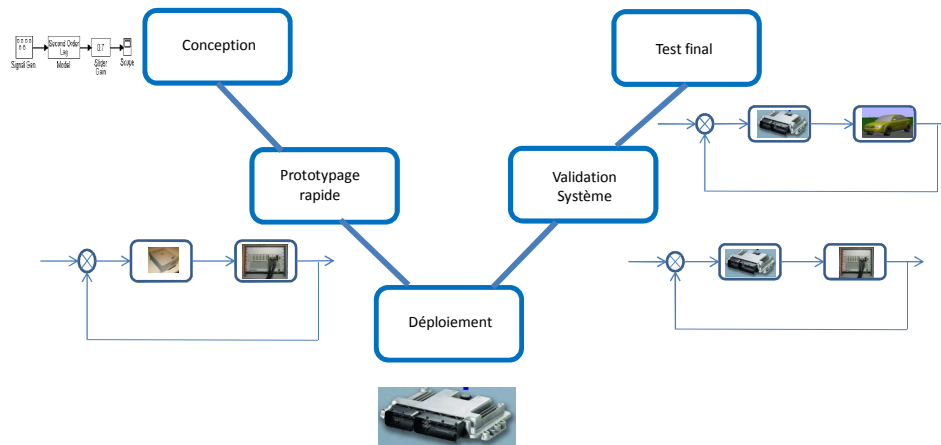 Conception
Test final
Second Order
Lag
0.7
Signal Gen
Model
Slider
Gain
Scope
Prototypage
rapide
Validation
Système
Déploiement